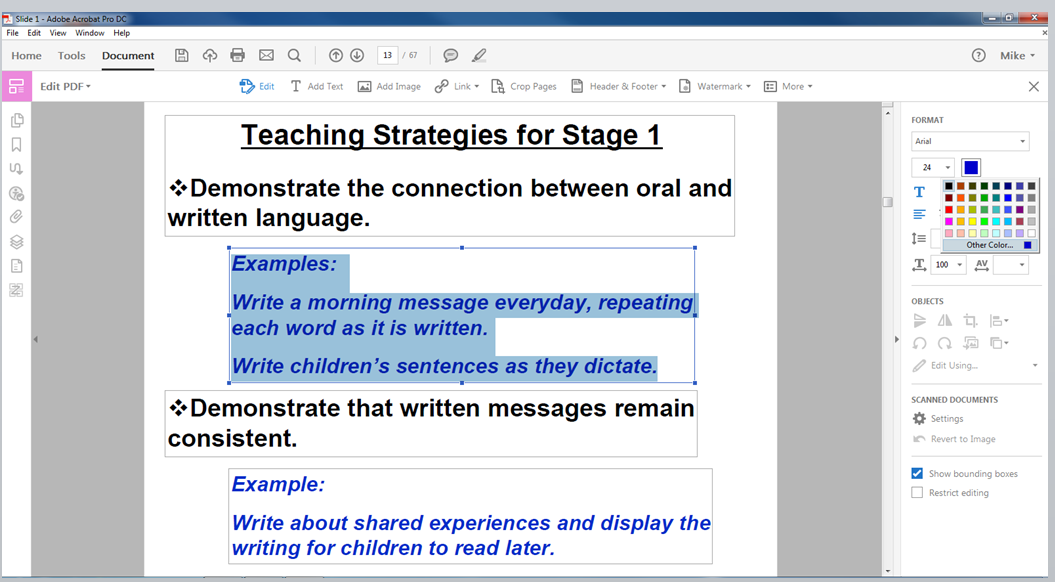 Slide 1 - Adobe Acrobat Pro DC
File Edit View Window Help
Home Tools Document 13 / 67 Mike
Edit PDF Edit Add Text Add Image Link Crop Pages Header & Footer Watermark More
Teaching Strategies for Stage 1
❖Demonstrate the connection between oral and
written language.
Examples:
Write a morning message everyday, repeating
each word as it is written.
Write children’s sentences as they dictate.
❖Demonstrate that written messages remain
consistent.
Example:
Write about shared experiences and display the
writing for children to read later.
FORMAT
Arial
24
Other Color...
100
AV
OBJECTS
Edit Using...
SCANNED DOCUMENTS
Settings
Revert to Image
Show bounding boxes
Restrict editing